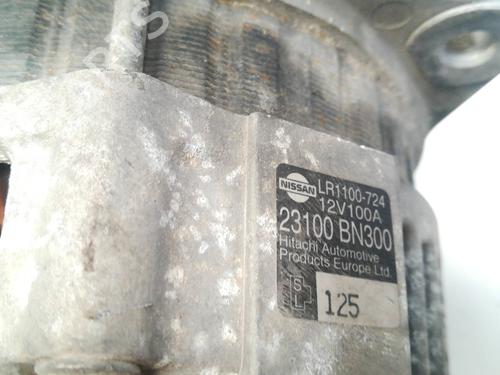 NISSAN
LR1100-724
12V100A
23100 BN300
Hitachi Automotive
Products Europe Ltd.
S
L
125